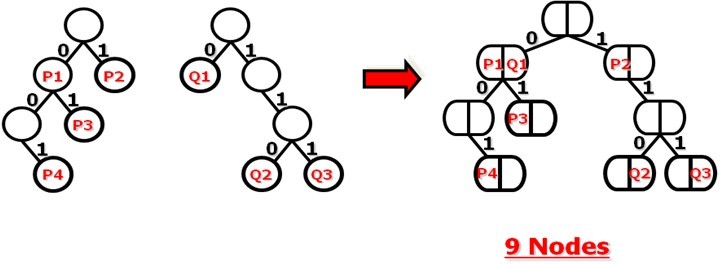 0 1 0 1 0 1
P1 P2 Q1 P1 Q1 P2
0 1 1 0 1 1
P3 P3
1 0 1 1 0 1
P4 Q2 Q3 P4 Q2 Q3
9 Nodes